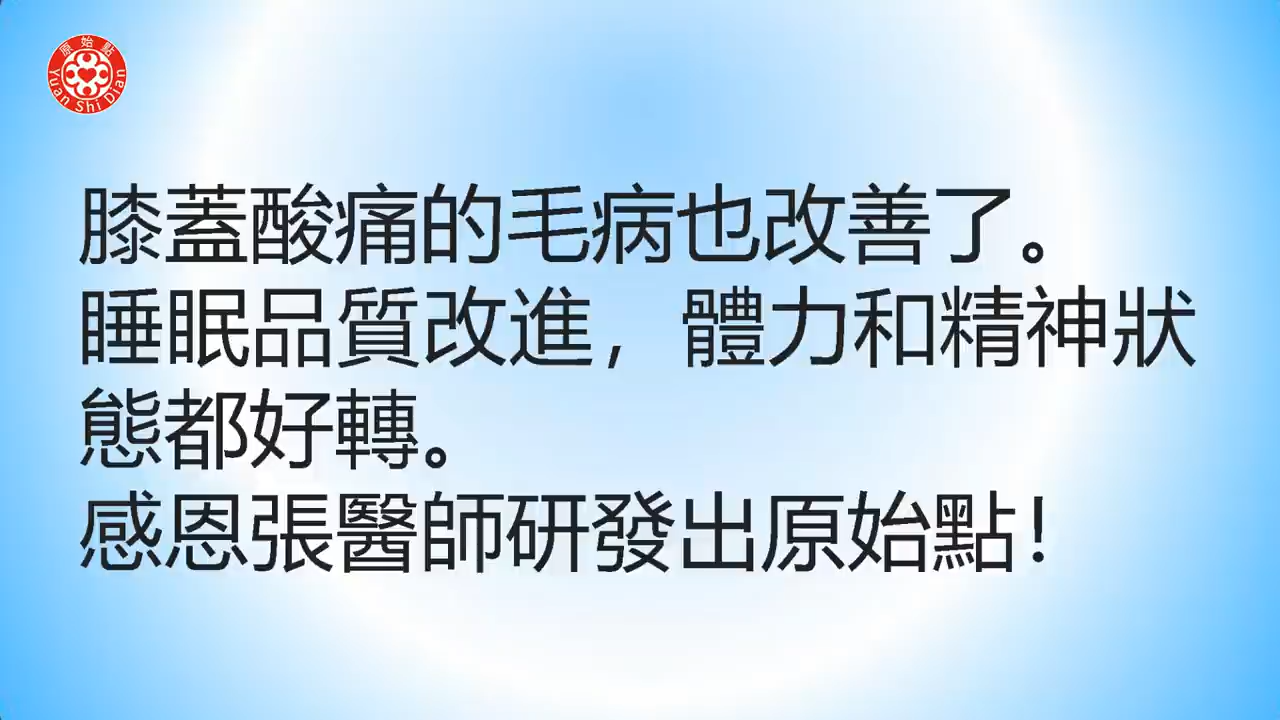 原始點
Yuan Shi Dian
膝蓋酸痛的毛病也改善了。
睡眠品質改進，體力和精神狀
態都好轉。
感恩張醫師研發出原始點！